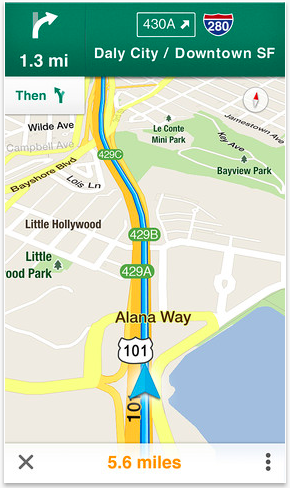 430A
280
1.3 mi
Daly City / Downtown SF
Then
Jamestown Ave
Wilde Ave
Le Conte
Mini Park
Key Ave
Campbell Ave
429C
Bayshore Blvd
Bayview Park
Lois Ln
Little Hollywood
429B
Little
ood Park
429A
Alana Way
101
101
5.6 miles